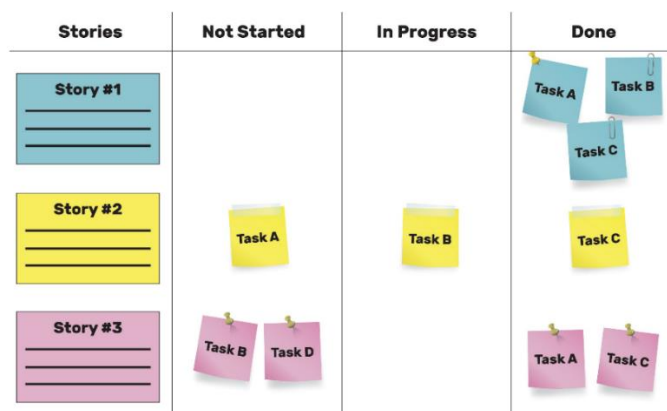 Stories Not Started In Progress Done
Story #1
Task A
Task B
Task C
Story #2
Task A
Task B
Task C
Story #3
Task B
Task D
Task A
Task C